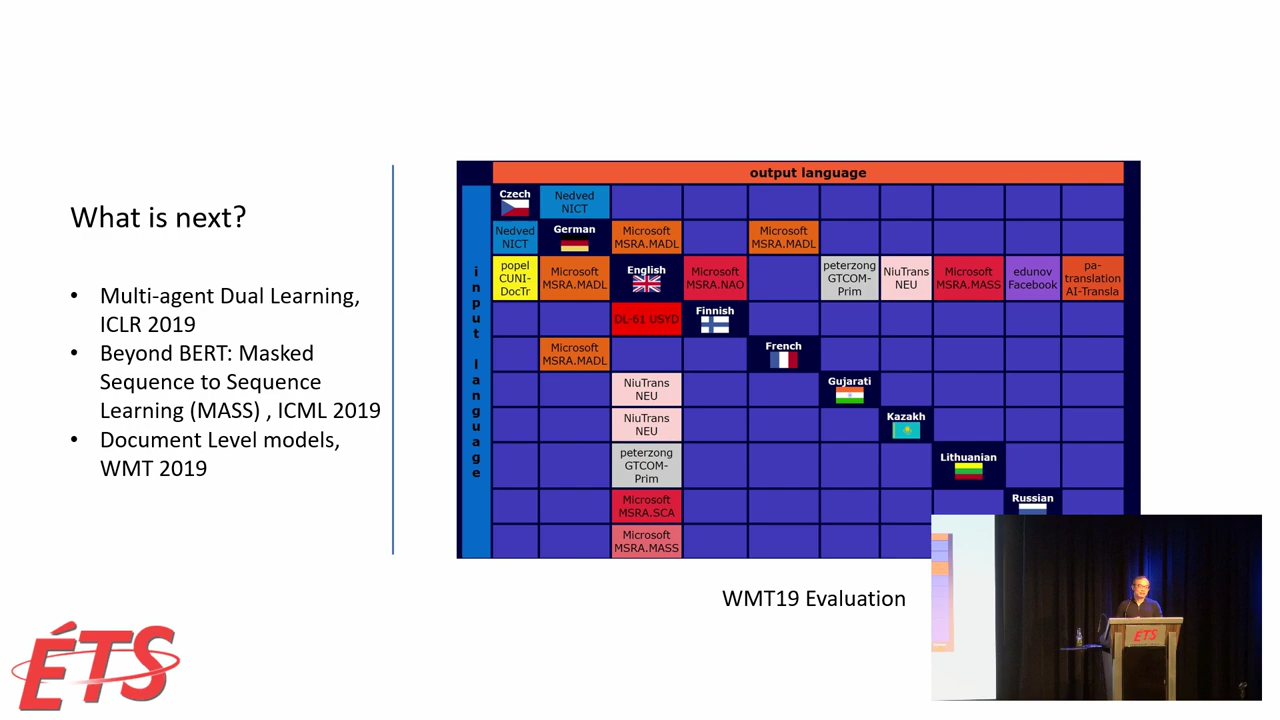 What is next?
• Multi-agent Dual Learning,
ICLR 2019
• Beyond BERT: Masked
Sequence to Sequence
Learning (MASS) , ICML 2019
• Document Level models,
WMT 2019
output language
input language
Czech
Nedved
NICT
Nedved
NICT
German
Microsoft
MSRA.MADL
Microsoft
MSRA.MADL
popel
CUNI-
DocTr
Microsoft
MSRA.MADL
English
Microsoft
MSRA.NAO
peterzong
GTCOM-
Prim
NiuTrans
NEU
Microsoft
MSRA.MASS
edunov
Facebook
pa-
translation
AI-Transla
DL-61 USYD
Finnish
Microsoft
MSRA.MADL
French
NiuTrans
NEU
Gujarati
NiuTrans
NEU
Kazakh
peterzong
GTCOM-
Prim
Lithuanian
Microsoft
MSRA.SCA
Russian
Microsoft
MSRA.MASS
WMT19 Evaluation
ÉTS
ÉTS